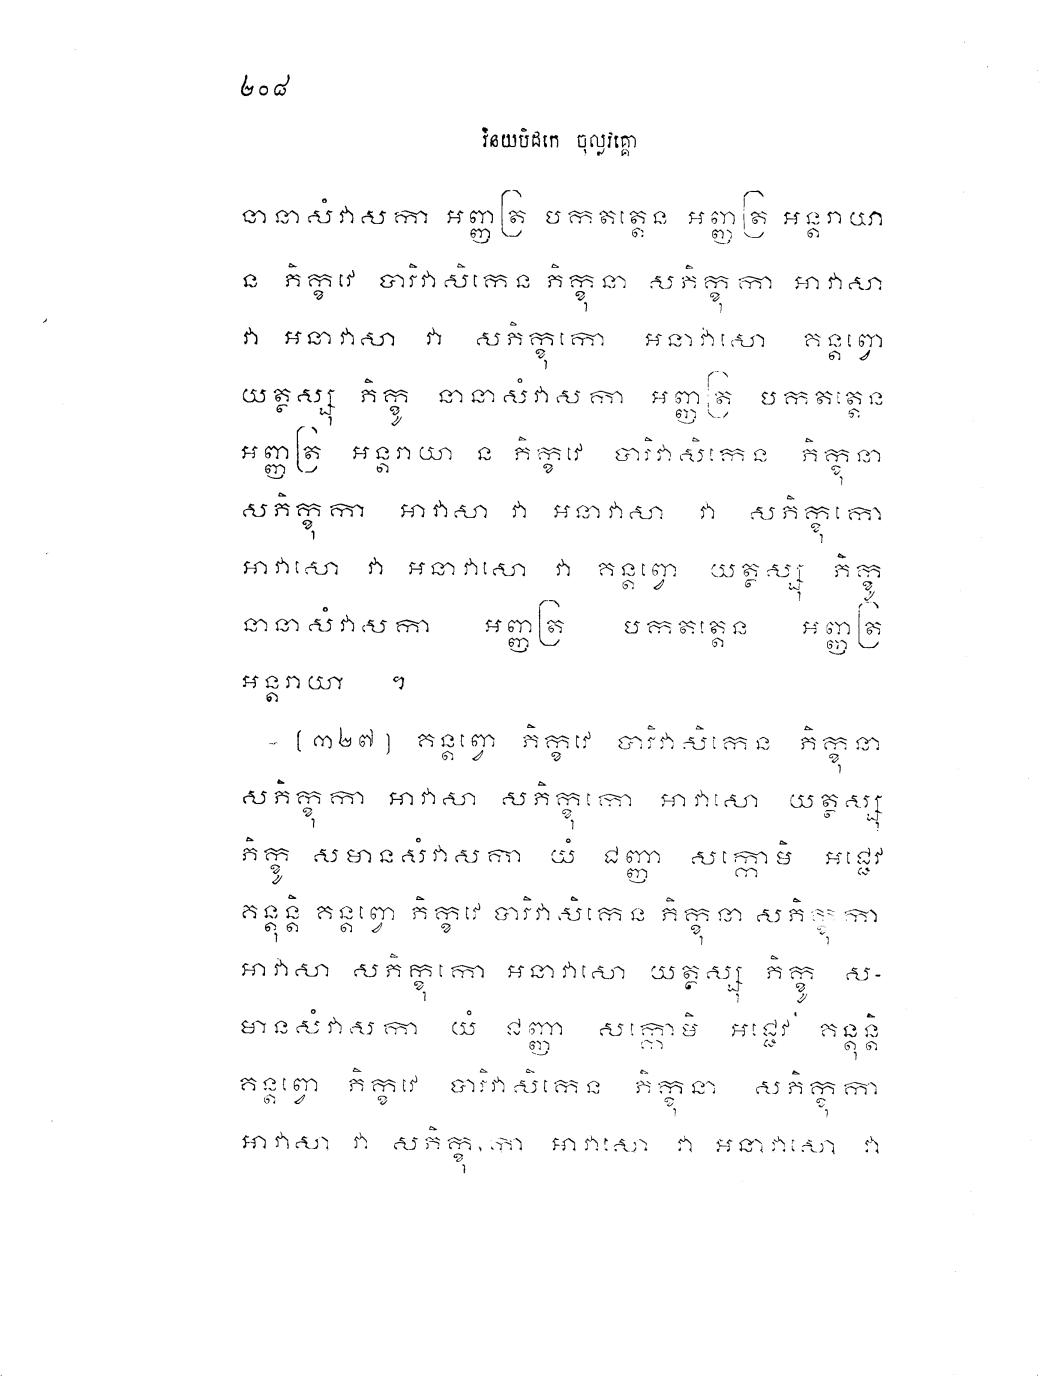 ២០៨
វិនយបិដកេ ចុល្លវគ្គោ
នានាសំវាសកា អញ្ញត្រ បកតត្តេន អញ្ញត្រ អន្តរាយា
ន ភិក្ខវេ បារិវាសិកេន ភិក្ខុនា សភិក្ខុកា អាវាសា
វា អនាវាសា វា សភិក្ខុកោ អនាវាសោ គន្តព្វោ
យត្ថស្សុ ភិក្ខូ នានាសំវាសកា អញ្ញត្រ បកតត្តេន
អញ្ញត្រ អន្តរាយា ន ភិក្ខវេ បារិវាសិកេន ភិក្ខុនា
សភិក្ខុកា អាវាសា វា អនាវាសា វា សភិក្ខុកោ
អាវាសោ វា អនាវាសោ វា គន្តព្វោ យត្ថស្សុ ភិក្ខូ
នានាសំវាសកា អញ្ញត្រ បកតត្តេន អញ្ញត្រ
អន្តរាយា ។
[៣២៧] គន្តព្វោ ភិក្ខវេ បារិវាសិកេន ភិក្ខុនា
សភិក្ខុកា អាវាសា សភិក្ខុកោ អាវាសោ យត្ថស្សុ
ភិក្ខូ សមានសំវាសកា យំ ជញ្ញា សក្កោមិ អជ្ជេវ
គន្តុន្តិ គន្តព្វោ ភិក្ខវេ បារិវាសិកេន ភិក្ខុនា សភិក្ខុកា
អាវាសា សភិក្ខុកោ អនាវាសោ យត្ថស្សុ ភិក្ខូ ស-
មានសំវាសកា យំ ជញ្ញា សក្កោមិ អជ្ជេវ គន្តុន្តិ
គន្តព្វោ ភិក្ខវេ បារិវាសិកេន ភិក្ខុនា សភិក្ខុកា
អាវាសា វា សភិក្ខុកោ អាវាសោ វា អនាវាសោ វា